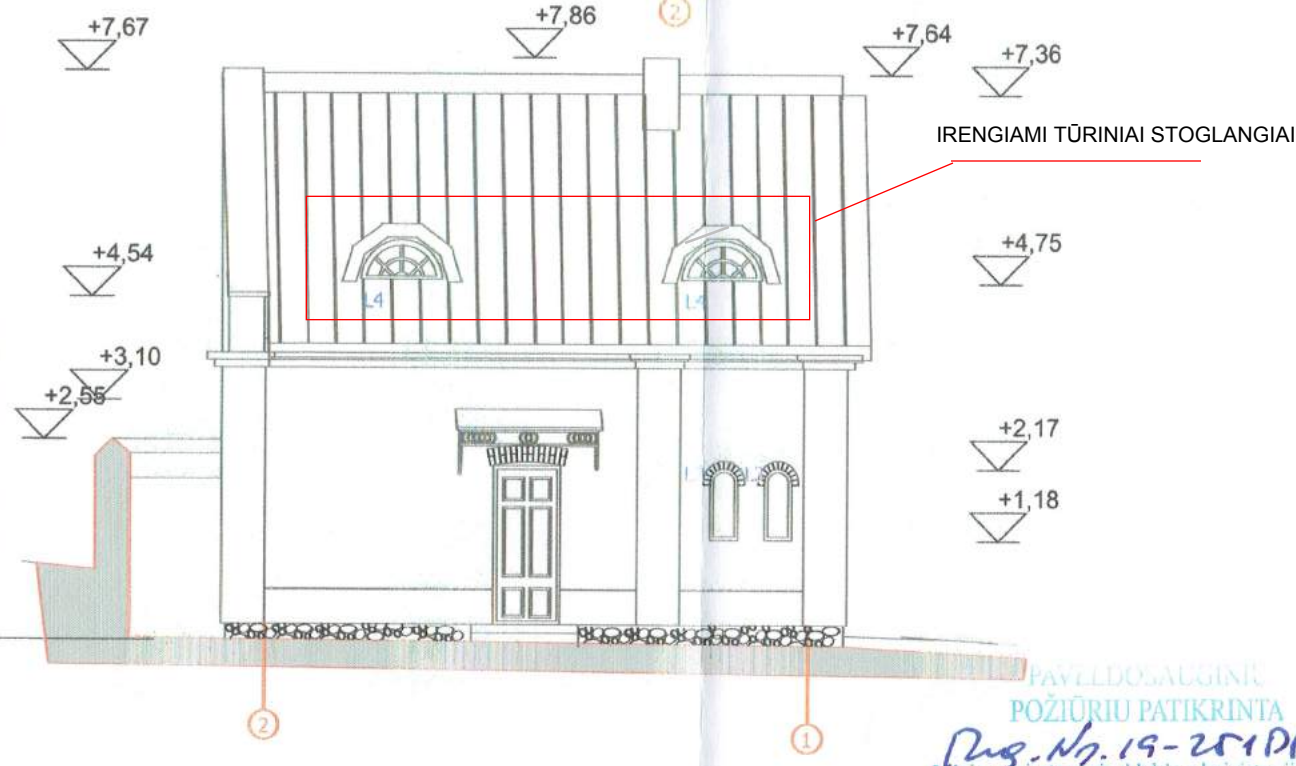 ②
+7,67
+7,86
+7,64
+7,36
IRENGIAMI TŪRINIAI STOGLANGIAI
+4,54
+4,75
L4
L4
+3,10
+2,55
+2,17
+1,18
②
①
PAVELDOSAUGINIU
POŽIŪRIU PATIKRINTA